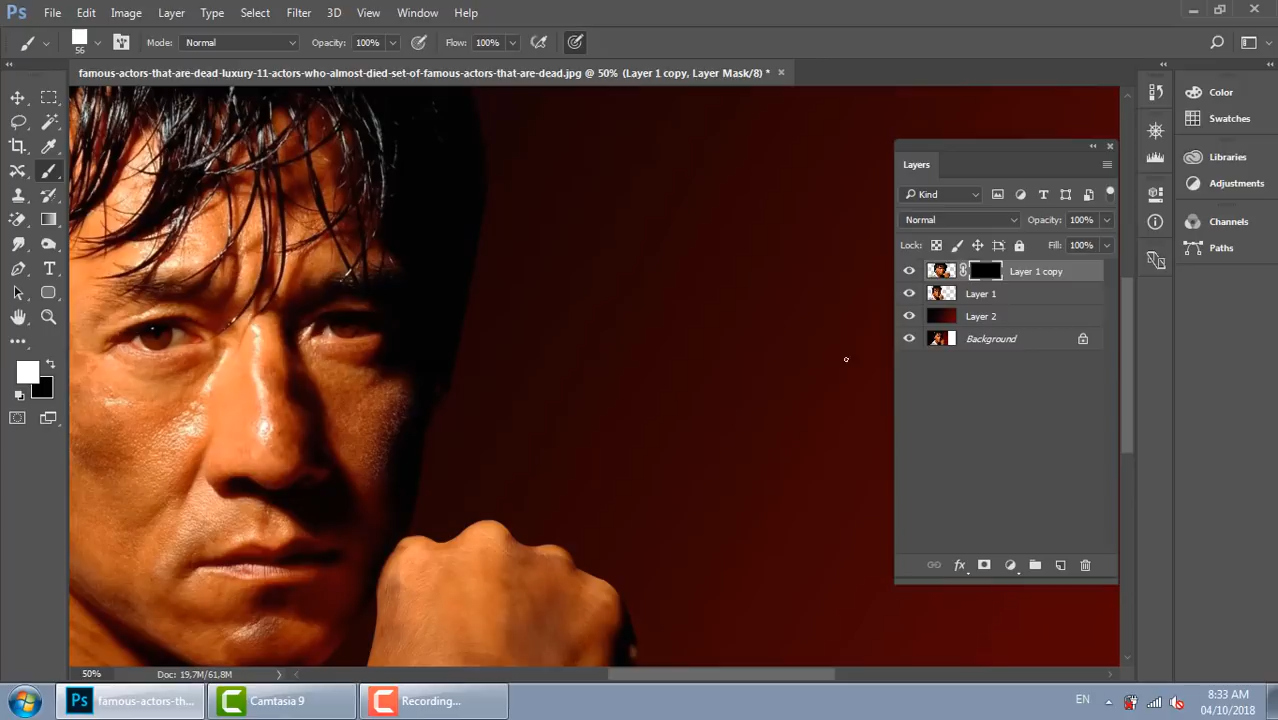 Ps File Edit Image Layer Type Select Filter 3D View Window Help
56 Mode: Normal Opacity: 100% Flow: 100%
famous-actors-that-are-dead-luxury-11-actors-who-almost-died-set-of-famous-actors-that-are-dead.jpg @ 50% (Layer 1 copy, Layer Mask/8) *
Color
Swatches
Libraries
Adjustments
Channels
Paths
Layers
Kind
Normal Opacity: 100%
Lock: Fill: 100%
Layer 1 copy
Layer 1
Layer 2
Background
fx
50% Doc: 19,7M/61,8M
Ps famous-actors-th... Camtasia 9 Recording... EN 8:33 AM
04/10/2018